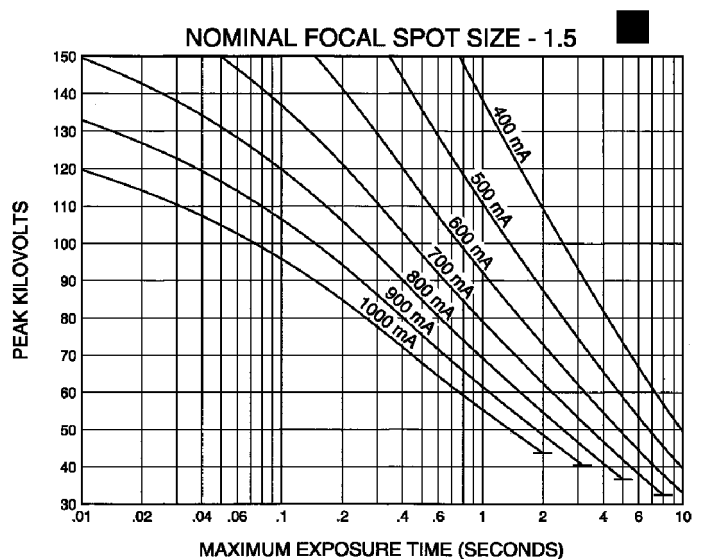 NOMINAL FOCAL SPOT SIZE - 1.5
PEAK KILOVOLTS
150
140
130
120
110
100
90
80
70
60
50
40
30
400 mA
500 mA
600 mA
700 mA
800 mA
900 mA
1000 mA
.01 .02 .04 .06 .1 .2 .4 .6 1 2 4 6 10
MAXIMUM EXPOSURE TIME (SECONDS)